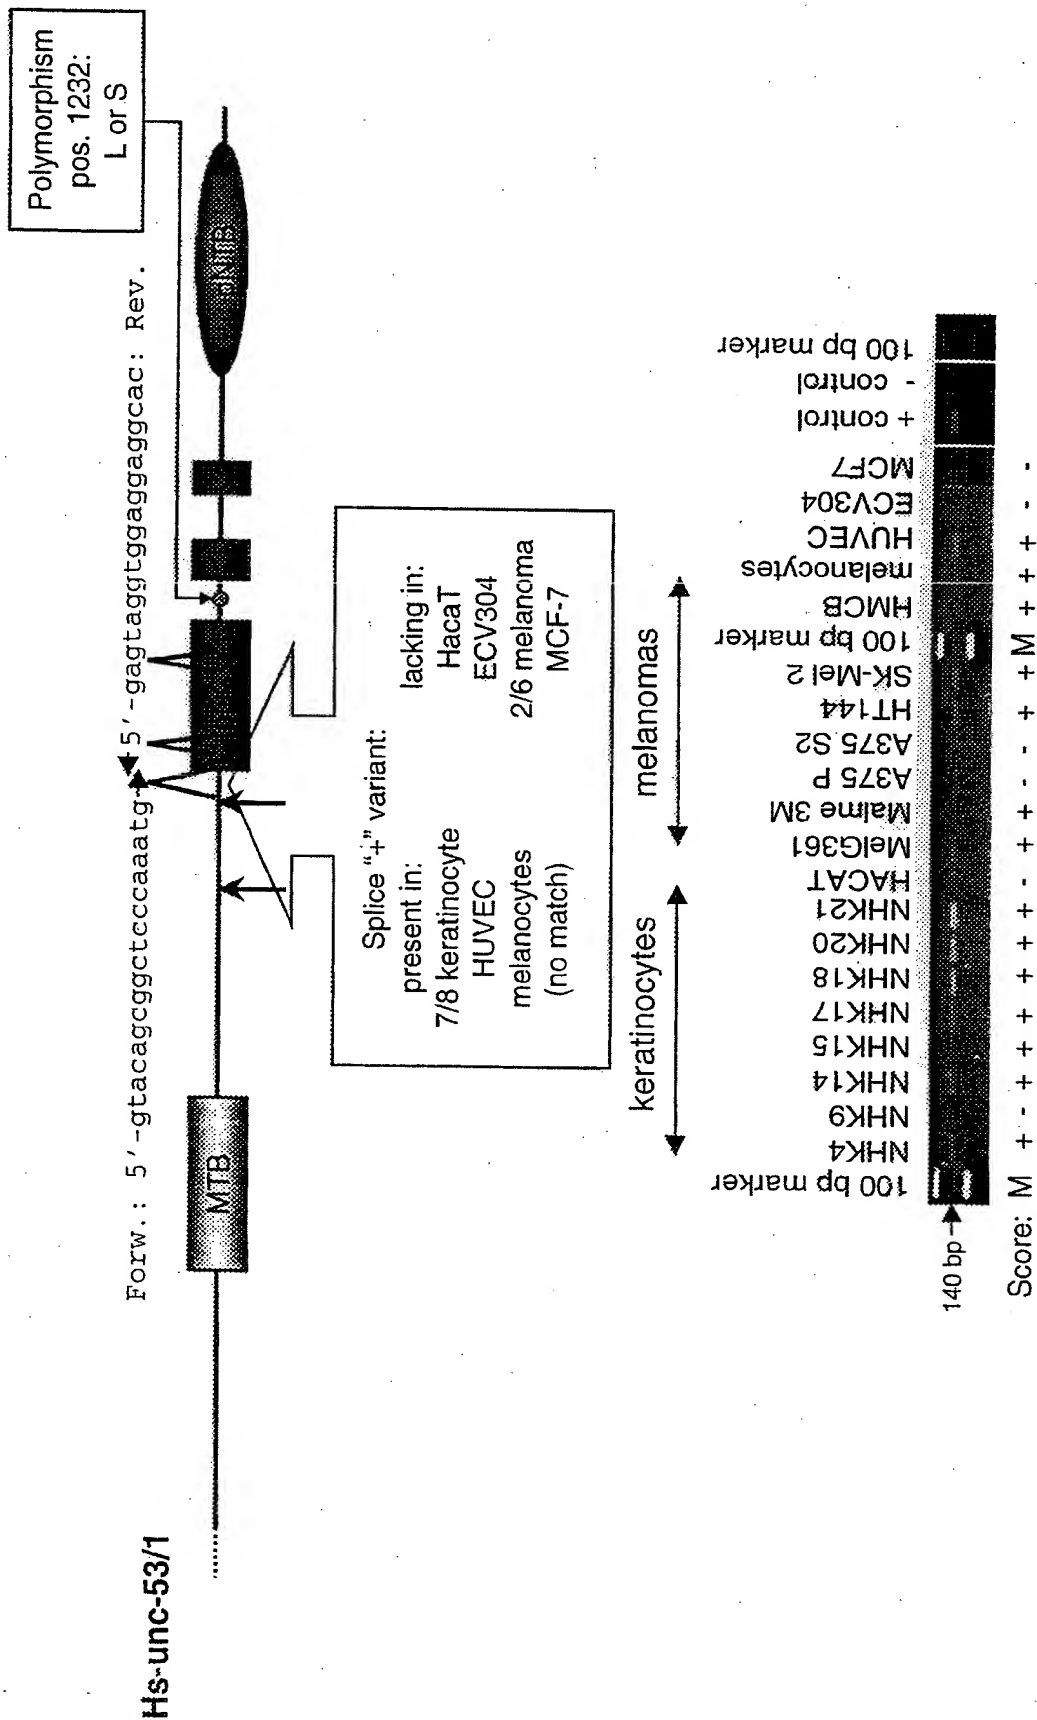 Hs-unc-53/1
Forw.: 5'-gtacagcggctcccaaatg
5'-gagtaggtggaggaggcac: Rev.
Polymorphism
pos. 1232:
L or S
MTB
NTB
Splice "+" variant:
present in:
7/8 keratinocyte
HUVEC
melanocytes
(no match)
lacking in:
HacaT
ECV304
2/6 melanoma
MCF-7
keratinocytes
melanomas
100 bp marker
NHK4
NHK9
NHK14
NHK15
NHK17
NHK18
NHK20
NHK21
HACAT
MelG361
Malme 3M
A375 P
A375 S2
HT144
SK-Mel 2
100 bp marker
HMCB
melanocytes
HUVEC
ECV304
MCF7
+ control
- control
100 bp marker
140 bp
Score: M + - + + + + + + - + + - - + + M + + + - -